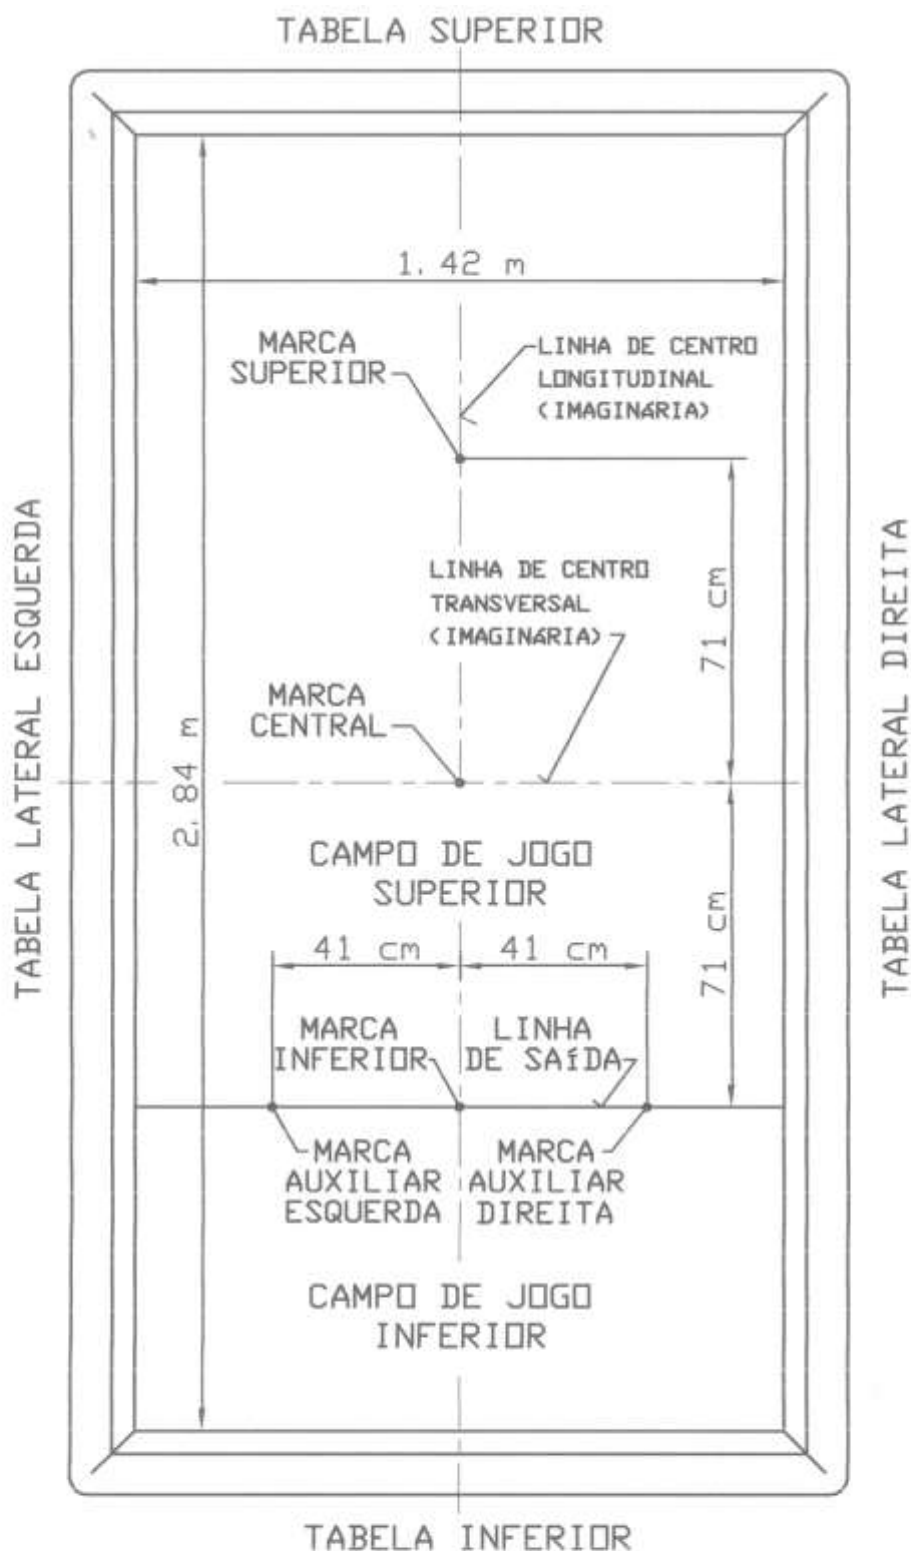 TABELA SUPERIOR
1,42 m
MARCA
SUPERIOR
LINHA DE CENTRO
LONGITUDINAL
(IMAGINáRIA)
TABELA LATERAL ESQUERDA
TABELA LATERAL DIREITA
LINHA DE CENTRO
TRANSVERSAL
(IMAGINáRIA)
71 cm
MARCA
CENTRAL
2,84 m
CAMPO DE JOGO
SUPERIOR
71 cm
41 cm
41 cm
MARCA
INFERIOR
LINHA
DE SAíDA
MARCA
AUXILIAR
ESQUERDA
MARCA
AUXILIAR
DIREITA
CAMPO DE JOGO
INFERIOR
TABELA INFERIOR